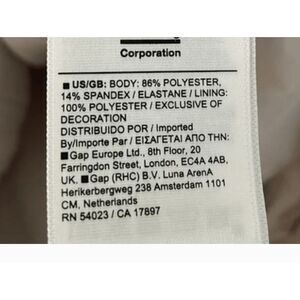 Corporation
■ US/GB: BODY: 86% POLYESTER,
14% SPANDEX / ELASTANE / LINING:
100% POLYESTER / EXCLUSIVE OF
DECORATION
DISTRIBUIDO POR / Imported
By/Importe Par / ΕΙΣΑΓΕΤΑΙ ΑΠΟ ΤΗΝ:
■ Gap Europe Ltd., 8th Floor, 20
Farringdon Street, London, EC4A 4AB,
UK. ■ Gap (RHC) B.V. Luna ArenA
Herikerbergweg 238 Amsterdam 1101
CM, Netherlands
RN 54023 / CA 17897